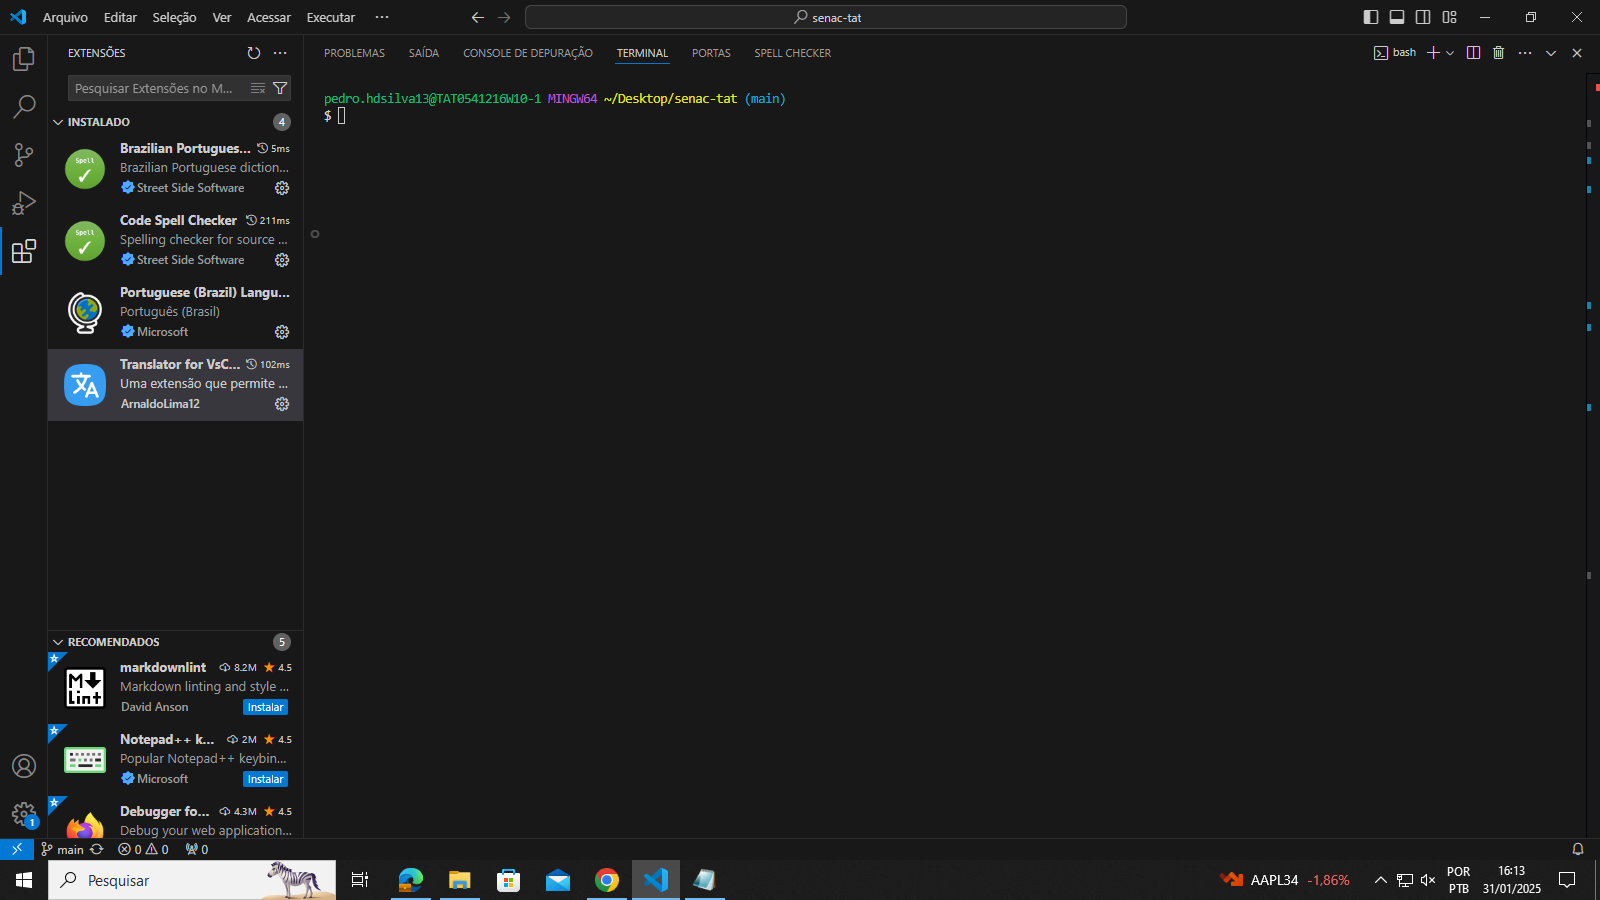 Arquivo Editar Seleção Ver Acessar Executar ··· senac-tat
EXTENSÕES
Pesquisar Extensões no M...
INSTALADO 4
Brazilian Portugues... 5ms
Brazilian Portuguese diction...
Street Side Software
Code Spell Checker 211ms
Spelling checker for source ...
Street Side Software
Portuguese (Brazil) Langu...
Português (Brasil)
Microsoft
Translator for VsC... 102ms
Uma extensão que permite ...
ArnaldoLima12
RECOMENDADOS 5
markdownlint 8.2M 4.5
Markdown linting and style ...
David Anson Instalar
Notepad++ k... 2M 4.5
Popular Notepad++ keybin...
Microsoft Instalar
Debugger fo... 4.3M 4.5
Debug your web application...
PROBLEMAS SAÍDA CONSOLE DE DEPURAÇÃO TERMINAL PORTAS SPELL CHECKER bash
pedro.hdsilva13@TAT0541216W10-1 MINGW64 ~/Desktop/senac-tat (main)
$
Spell
Spell
M
Lint
1
main 0 0 0
Pesquisar
AAPL34 -1,86%
POR
PTB
16:13
31/01/2025